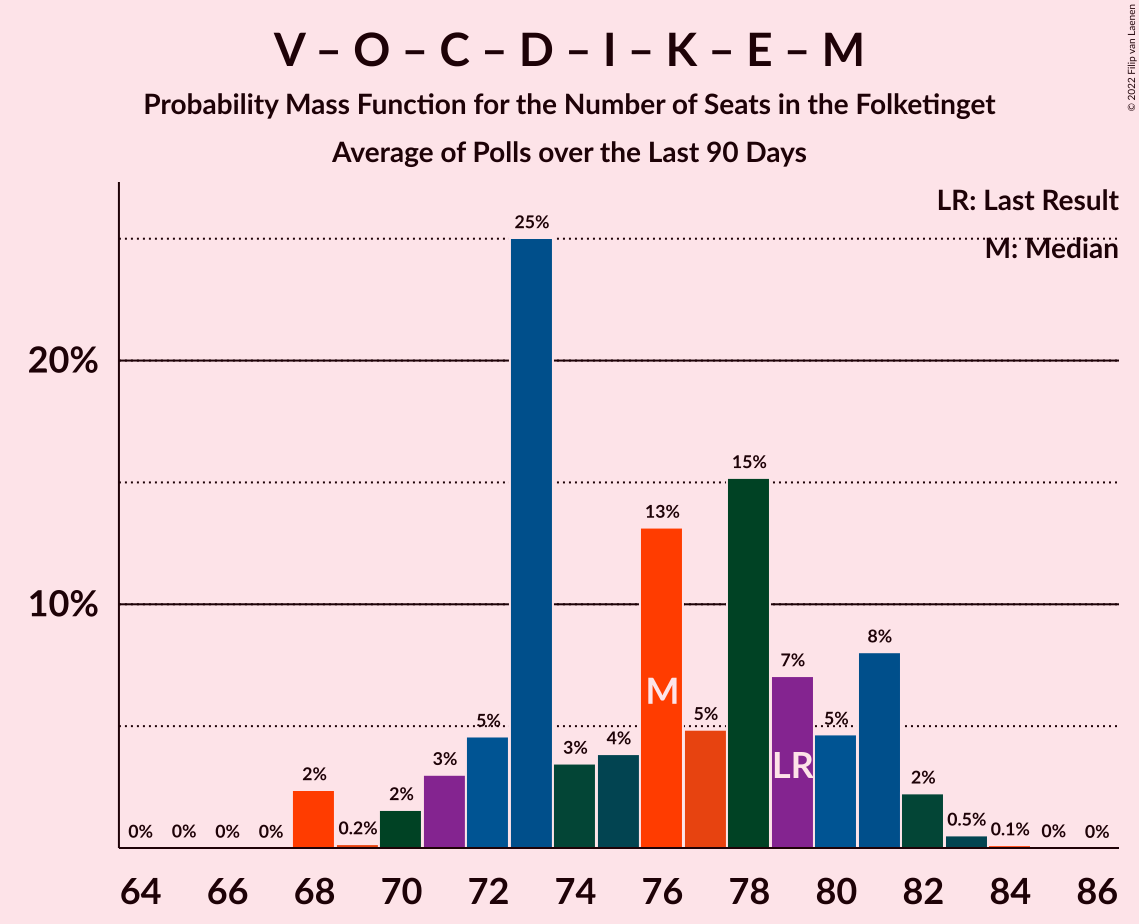 V – O – C – D – I – K – E – M
Probability Mass Function for the Number of Seats in the Folketinget
Average of Polls over the Last 90 Days
© 2022 Filip van Laenen
LR: Last Result
M: Median
25%
20%
15%
13%
10%
8%
7%
M
5%
5%
5%
4%
3%
3%
LR
2%
2%
2%
0% 0% 0% 0% 0.2% 0.5% 0.1% 0% 0%
64 66 68 70 72 74 76 78 80 82 84 86